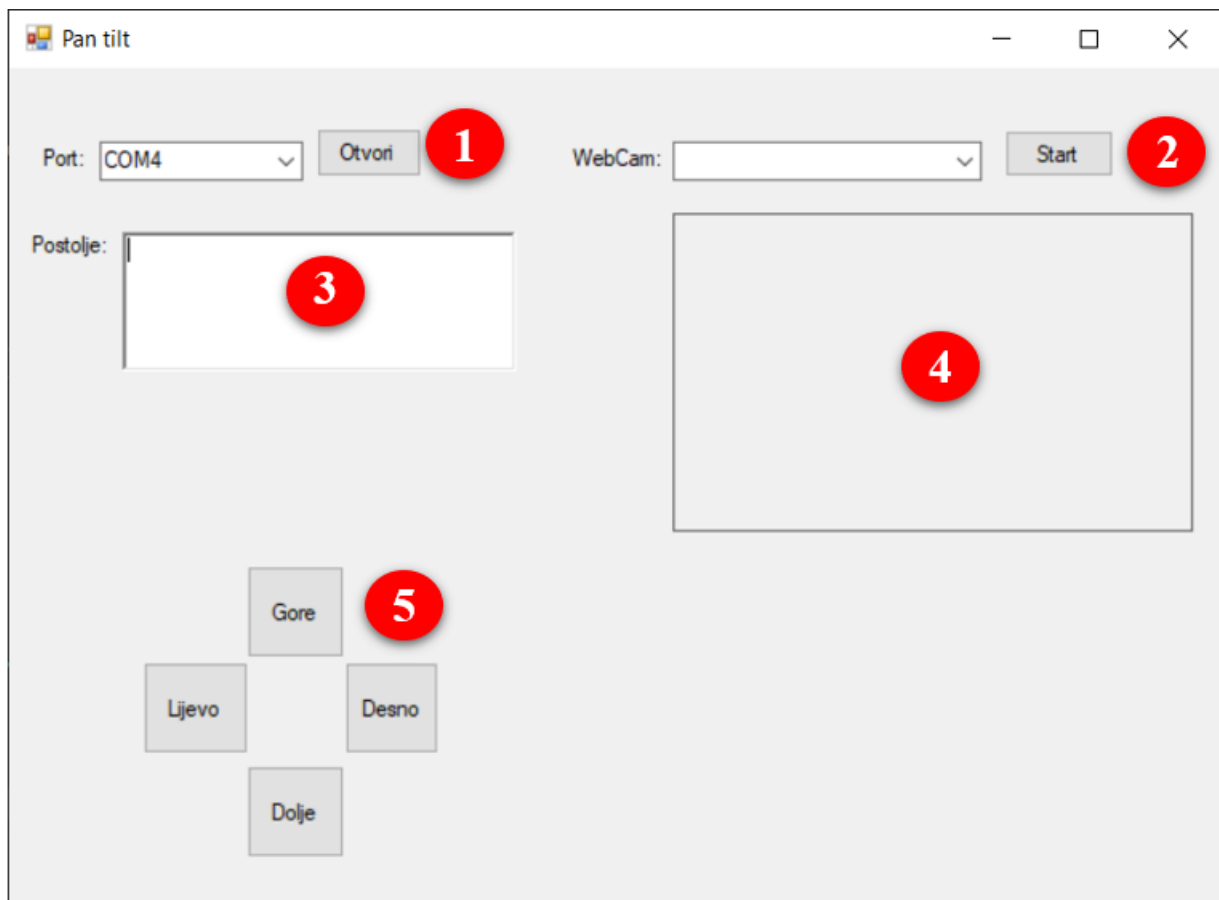 Pan tilt
Port: COM4 Otvori 1
WebCam: Start 2
Postolje: 3
4
Gore 5
Lijevo Desno
Dolje